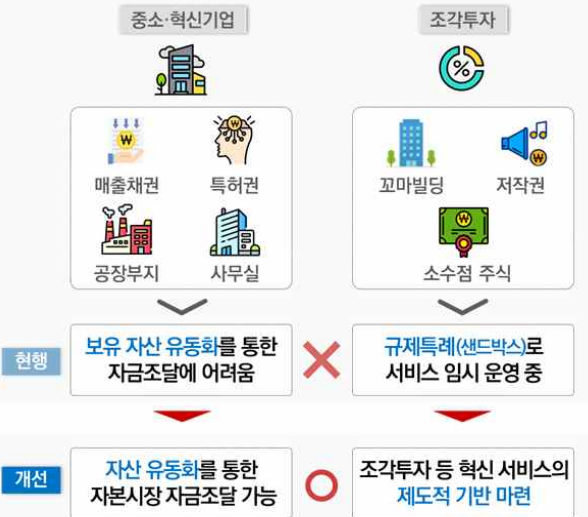 중소·혁신기업
조각투자
매출채권
특허권
공장부지
사무실
꼬마빌딩
저작권
소수점 주식
현행
보유 자산 유동화를 통한
자금조달에 어려움
규제특례(샌드박스)로
서비스 임시 운영 중
개선
자산 유동화를 통한
자본시장 자금조달 가능
조각투자 등 혁신 서비스의
제도적 기반 마련